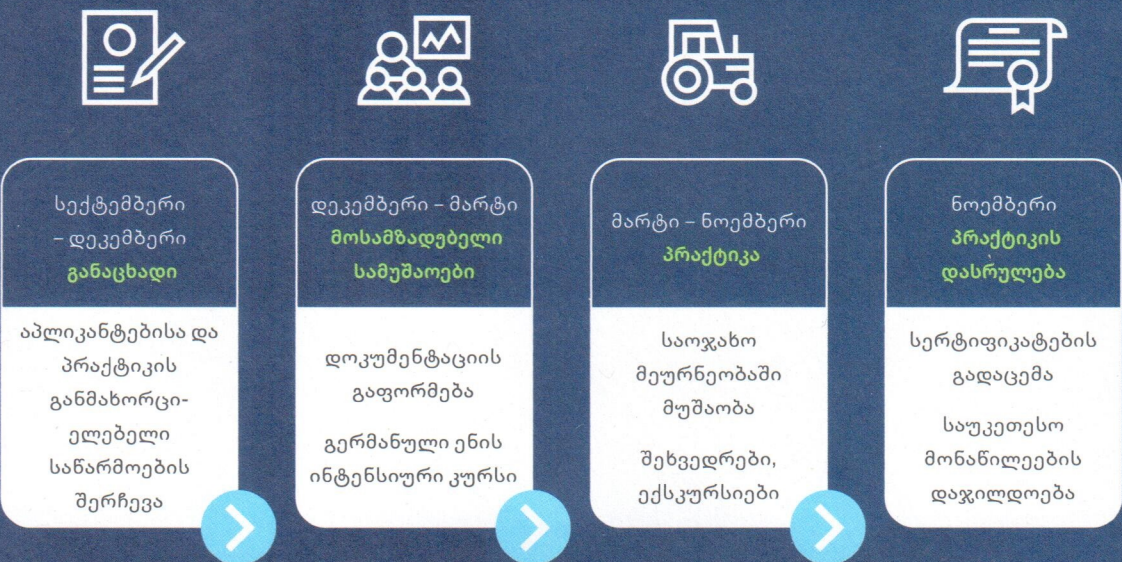 სექტემბერი
– დეკემბერი
განაცხადი
აპლიკანტებისა და
პრაქტიკის
განმახორცი-
ელებელი
საწარმოების
შერჩევა
დეკემბერი – მარტი
მოსამზადებელი
სამუშაოები
დოკუმენტაციის
გაფორმება
გერმანული ენის
ინტენსიური კურსი
მარტი – ნოემბერი
პრაქტიკა
საოჯახო
მეურნეობაში
მუშაობა
შეხვედრები,
ექსკურსიები
ნოემბერი
პრაქტიკის
დასრულება
სერტიფიკატების
გადაცემა
საუკეთესო
მონაწილეების
დაჯილდოება